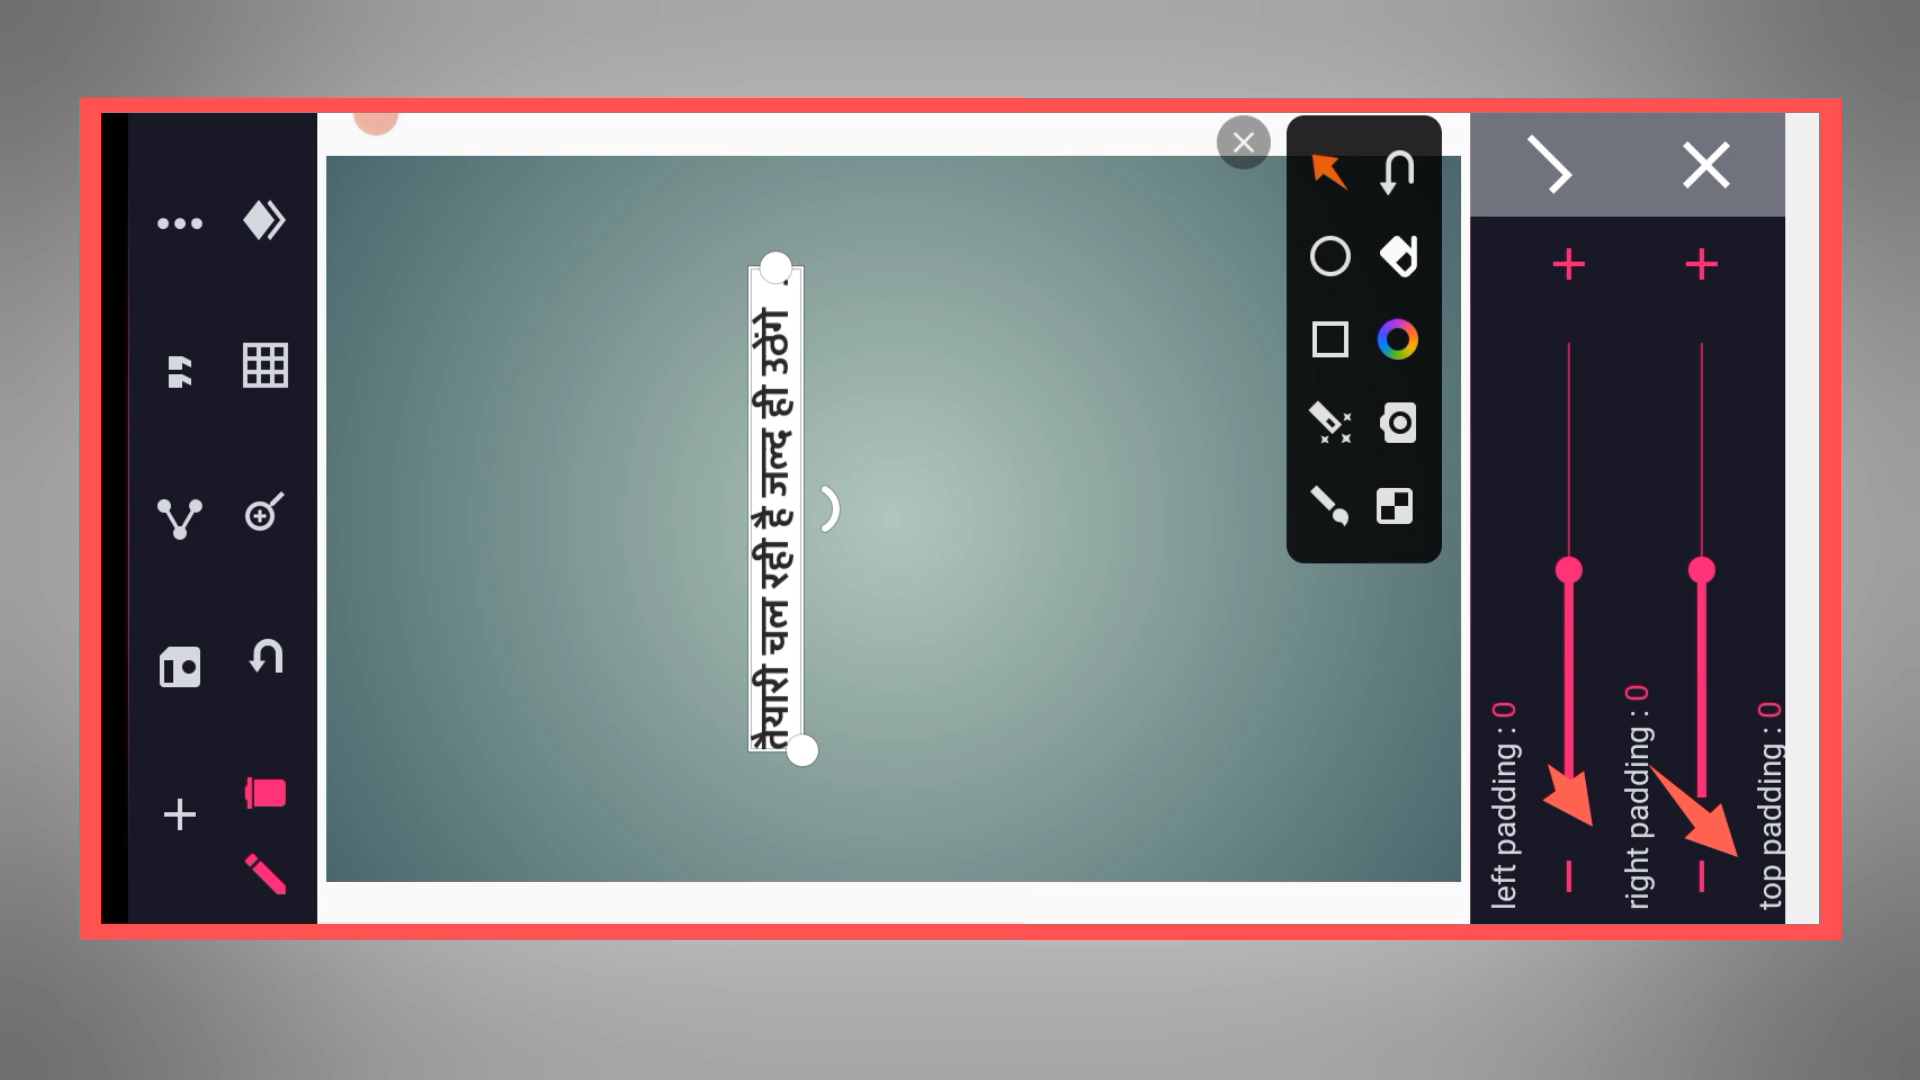 तैयारी चल रही है जल्द ही उठेंगे .
left padding : 0
right padding : 0
top padding : 0